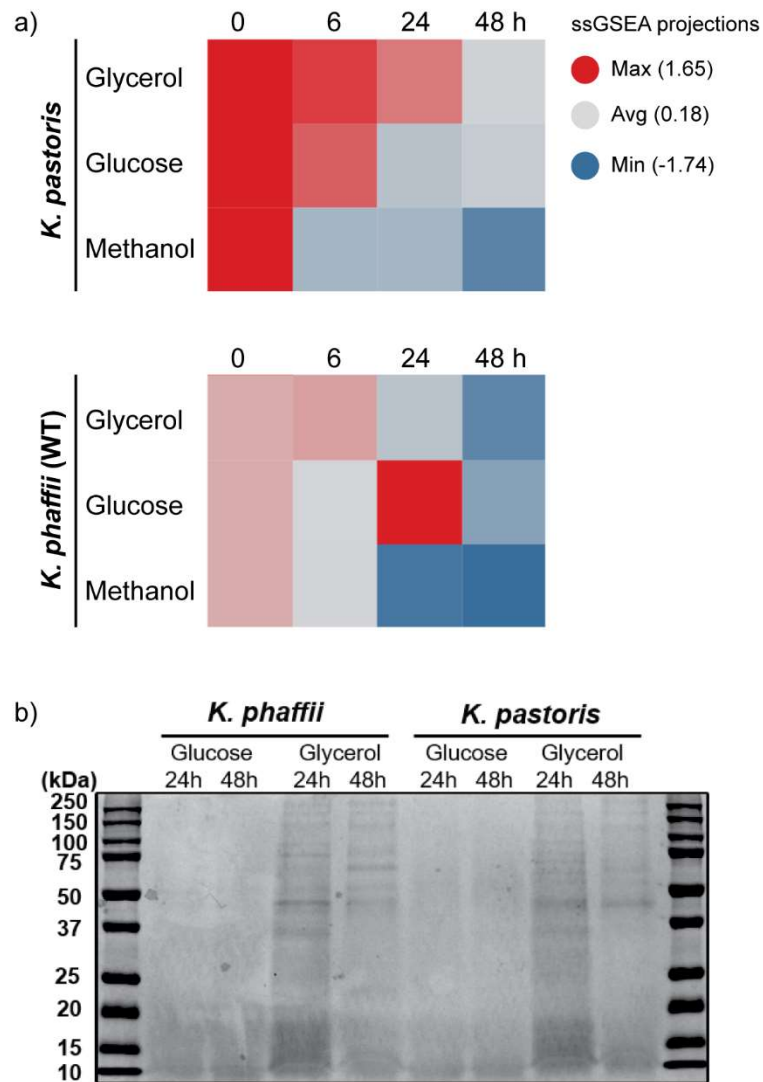 a)
0 6 24 48 h
ssGSEA projections
Glycerol
Max (1.65)
K. pastoris
Glucose
Avg (0.18)
Min (-1.74)
Methanol
0 6 24 48 h
Glycerol
K. phaffii (WT)
Glucose
Methanol
b)
K. phaffii K. pastoris
Glucose Glycerol Glucose Glycerol
(kDa) 24h 48h 24h 48h 24h 48h 24h 48h
250
150
100
75
50
37
25
20
15
10